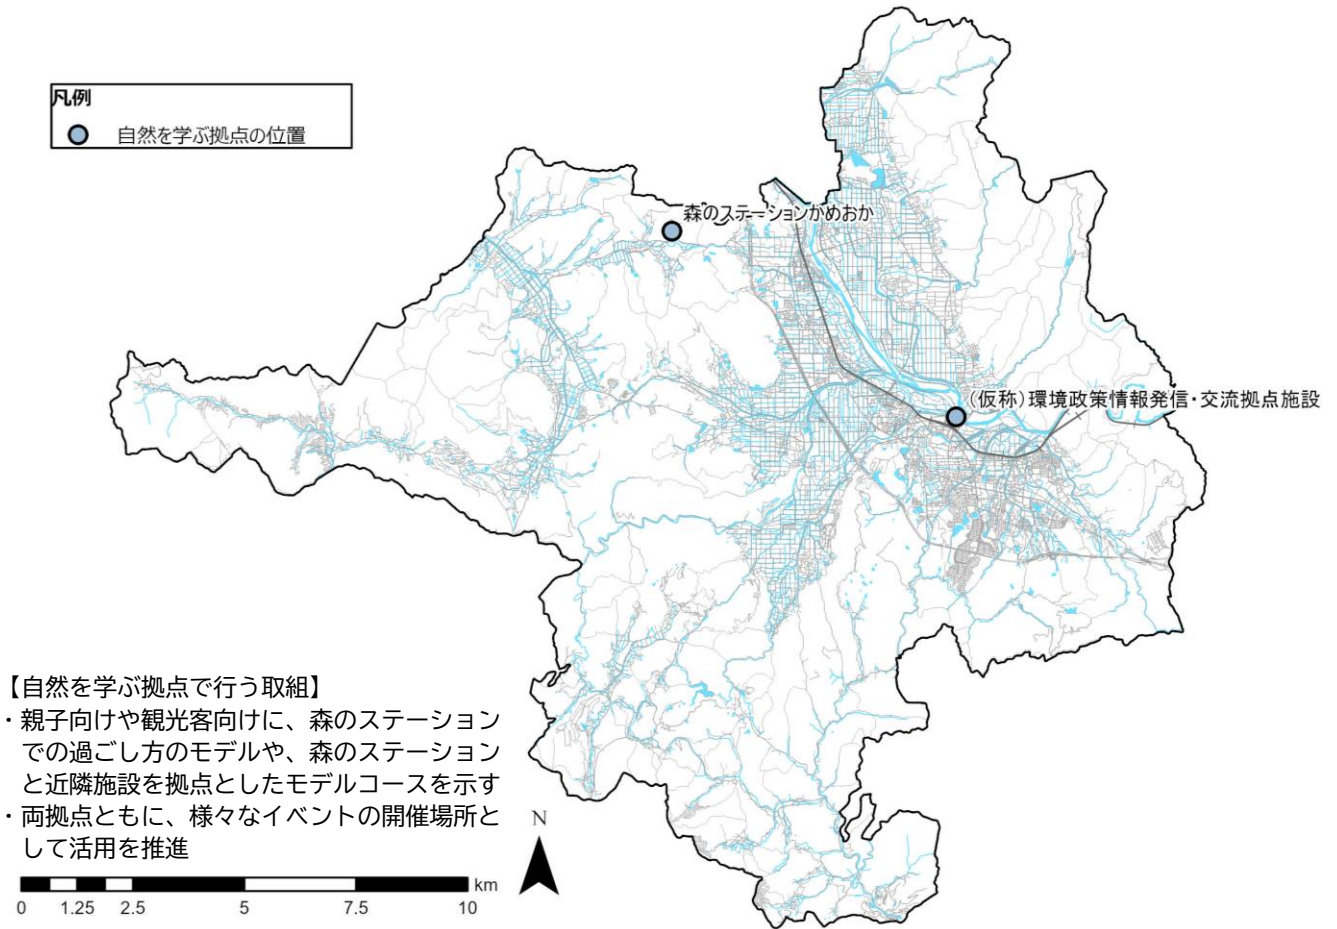 凡例
自然を学ぶ拠点の位置
森のステーションかめおか
(仮称)環境政策情報発信・交流拠点施設
【自然を学ぶ拠点で行う取組】
・親子向けや観光客向けに、森のステーション
での過ごし方のモデルや、森のステーション
と近隣施設を拠点としたモデルコースを示す
・両拠点ともに、様々なイベントの開催場所と
して活用を推進
N
km
0 1.25 2.5 5 7.5 10